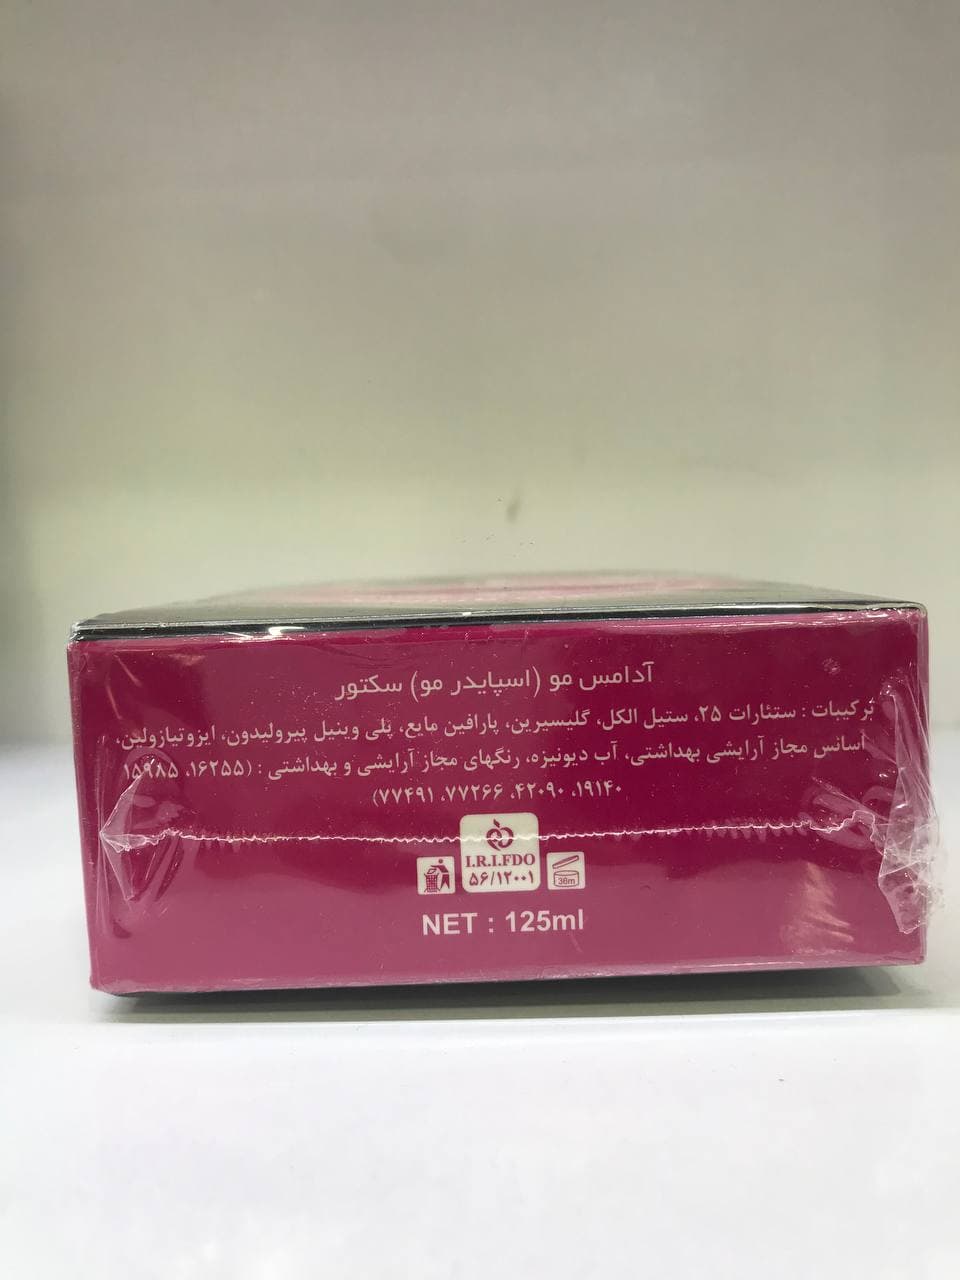 آدامس مو (اسپایدر مو) سکتور
ترکیبات : ستئارات ۲۵، ستیل الکل، گلیسیرین، پارافین مایع، پلی وینیل پیرولیدون، ایزوتیازولین،
اسانس مجاز آرایشی بهداشتی، آب دیونیزه، رنگهای مجاز آرایشی و بهداشتی : (۱۶۲۵۵، ۱۵۹۸۵
۱۹۱۴۰، ۴۲۰۹۰، ۷۷۲۶۶، ۷۷۴۹۱)
I.R.I.FDO
۵۶/۱۲۰۰۱
36m
NET : 125ml